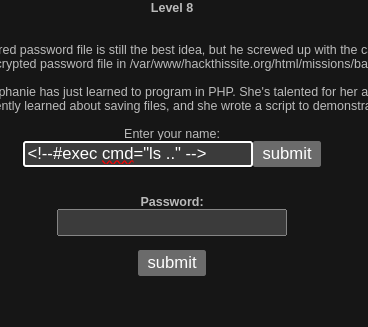 Level 8
red password file is still the best idea, but he screwed up with the c
crypted password file in /var/www/hackthissite.org/html/missions/ba
phanie has just learned to program in PHP. She's talented for her a
ently learned about saving files, and she wrote a script to demonstra
Enter your name:
<!--#exec cmd="ls .." --> submit
Password:
submit